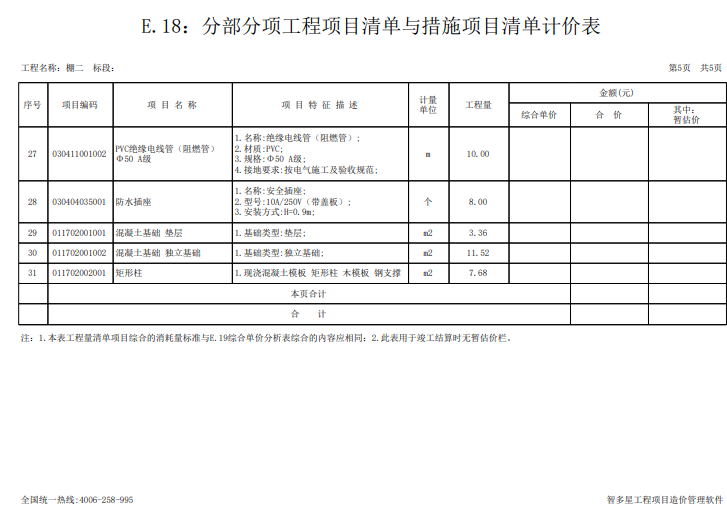 E.18：分部分项工程项目清单与措施项目清单计价表
工程名称：棚二 标段： 第5页 共5页
序号 项目编码 项 目 名 称 项 目 特 征 描 述 计量 单位 工程量 金额(元)
综合单价 合 价 其中： 暂估价
27 030411001002 PVC绝缘电线管（阻燃管） Φ50 A级 1.名称:绝缘电线管（阻燃管）;
2.材质:PVC;
3.规格:Φ50 A级;
4.接地要求:按电气施工及验收规范;
m 10.00
28 030404035001 防水插座 1.名称:安全插座;
2.型号:10A/250V（带盖板）;
3.安装方式:H=0.9m;
个 8.00
29 011702001001 混凝土基础 垫层 1.基础类型:垫层; m2 3.36
30 011702001002 混凝土基础 独立基础 1.基础类型:独立基础; m2 11.52
31 011702002001 矩形柱 1.现浇混凝土模板 矩形柱 木模板 钢支撑 m2 7.68
本页合计
合 计
注：1.本表工程量清单项目综合的消耗量标准与E.19综合单价分析表综合的内容应相同；2.此表用于竣工结算时无暂估价栏。
全国统一热线:4006-258-995 智多星工程项目造价管理软件